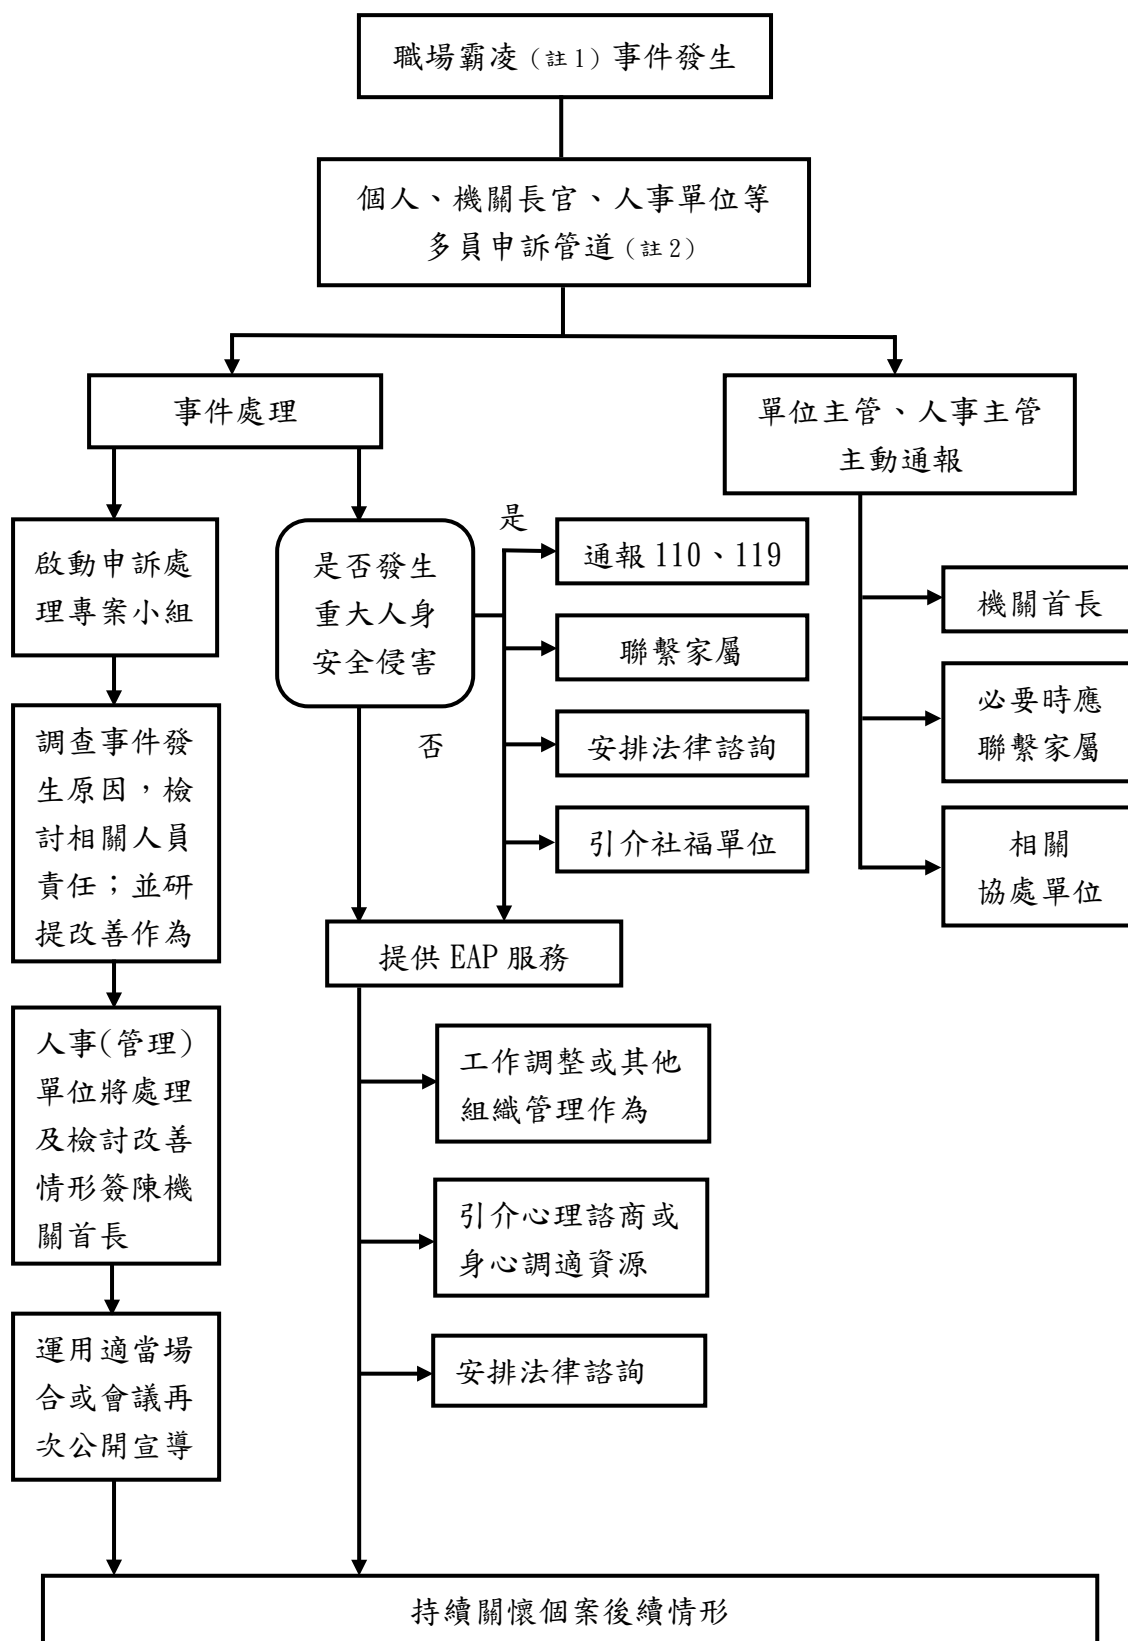 職場霸凌(註1)事件發生
個人、機關長官、人事單位等
多員申訴管道(註2)
事件處理
單位主管、人事主管
主動通報
啟動申訴處
理專案小組
調查事件發
生原因，檢
討相關人員
責任；並研
提改善作為
人事(管理)
單位將處理
及檢討改善
情形簽陳機
關首長
運用適當場
合或會議再
次公開宣導
是否發生
重大人身
安全侵害
是
否
通報110、119
聯繫家屬
安排法律諮詢
引介社福單位
提供EAP服務
工作調整或其他
組織管理作為
引介心理諮商或
身心調適資源
安排法律諮詢
機關首長
必要時應
聯繫家屬
相關
協處單位
持續關懷個案後續情形